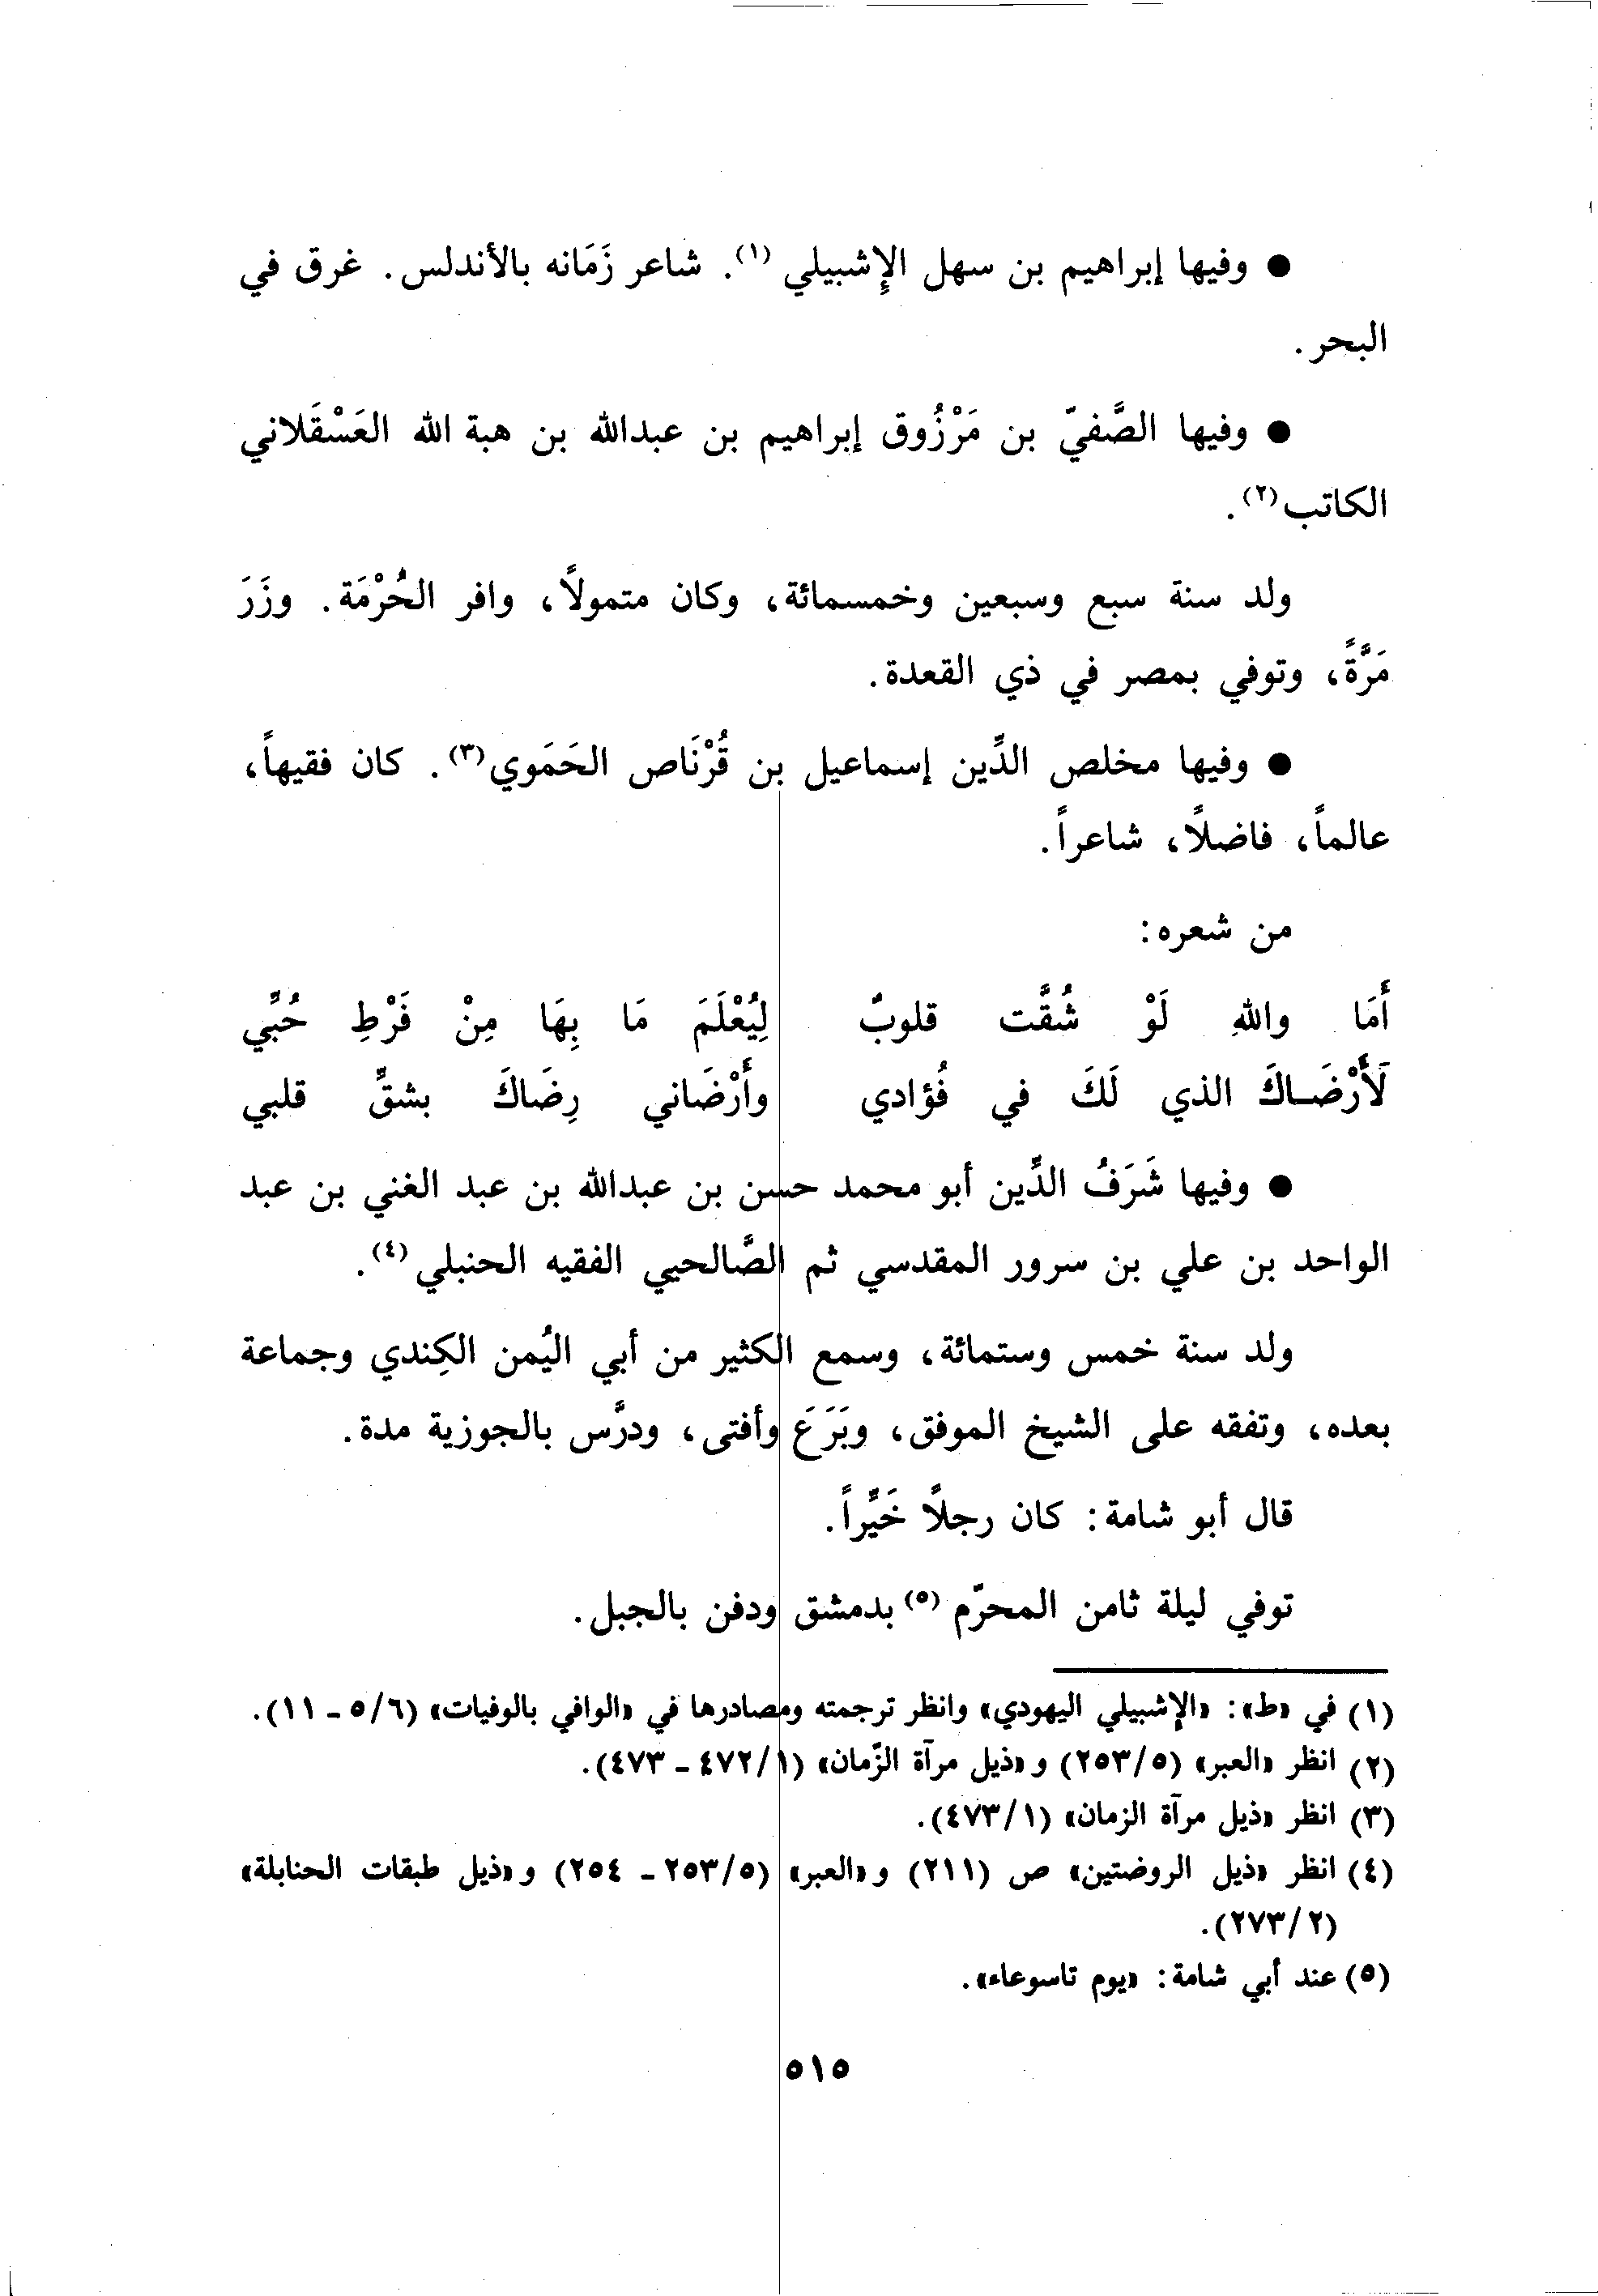 ● وفيها إبراهيم بن سهل الإشبيلي (١). شاعر زَمَانه بالأندلس. غرق في
البحر.
● وفيها الصَّفيّ بن مَرْزُوق إبراهيم بن عبدالله بن هبة الله العَسْقَلاني
الكاتب(٢).
ولد سنة سبع وسبعين وخمسمائة، وكان متمولاً، وافر الحُرْمَة. وزَرَ
مَرَّةً، وتوفي بمصر في ذي القعدة.
● وفيها مخلص الدِّين إسماعيل بن قُرْنَاص الحَمَوي(٣). كان فقيهاً،
عالماً، فاضلاً، شاعراً.
من شعره:
أَمَا والله لَوْ شُقَّت قلوبٌ لِيُعْلَمَ مَا بِهَا مِنْ فَرْطِ حُبِّي
لَأَرْضَاكَ الذي لَكَ في فُؤادي وأَرْضَاني رِضَاكَ بشقِّ قلبي
● وفيها شَرَفُ الدِّين أبو محمد حسن بن عبدالله بن عبد الغني بن عبد
الواحد بن علي بن سرور المقدسي ثم الصَّالحيي الفقيه الحنبلي (٤).
ولد سنة خمس وستمائة، وسمع الكثير من أبي اليُمن الكِندي وجماعة
بعده، وتفقه على الشيخ الموفق، وبَرَعَ وأفتى، ودرَّس بالجوزية مدة.
قال أبو شامة: كان رجلاً خَيِّراً.
توفي ليلة ثامن المحرّم (٥) بدمشق ودفن بالجبل.
(١) في «ط»: «الإشبيلي اليهودي» وانظر ترجمته ومصادرها في «الوافي بالوفيات» (٥/٦ ـ ١١).
(٢) انظر «العبر» (٢٥٣/٥) و «ذيل مرآة الزّمان» (٤٧٢/١ ـ ٤٧٣).
(٣) انظر «ذيل مرآة الزمان» (٤٧٣/١).
(٤) انظر «ذيل الروضتين» ص (٢١١) و «العبر» (٢٥٣/٥ ـ ٢٥٤) و «ذيل طبقات الحنابلة»
(٢٧٣/٢).
(٥) عند أبي شامة: «يوم تاسوعاء».
٥١٥